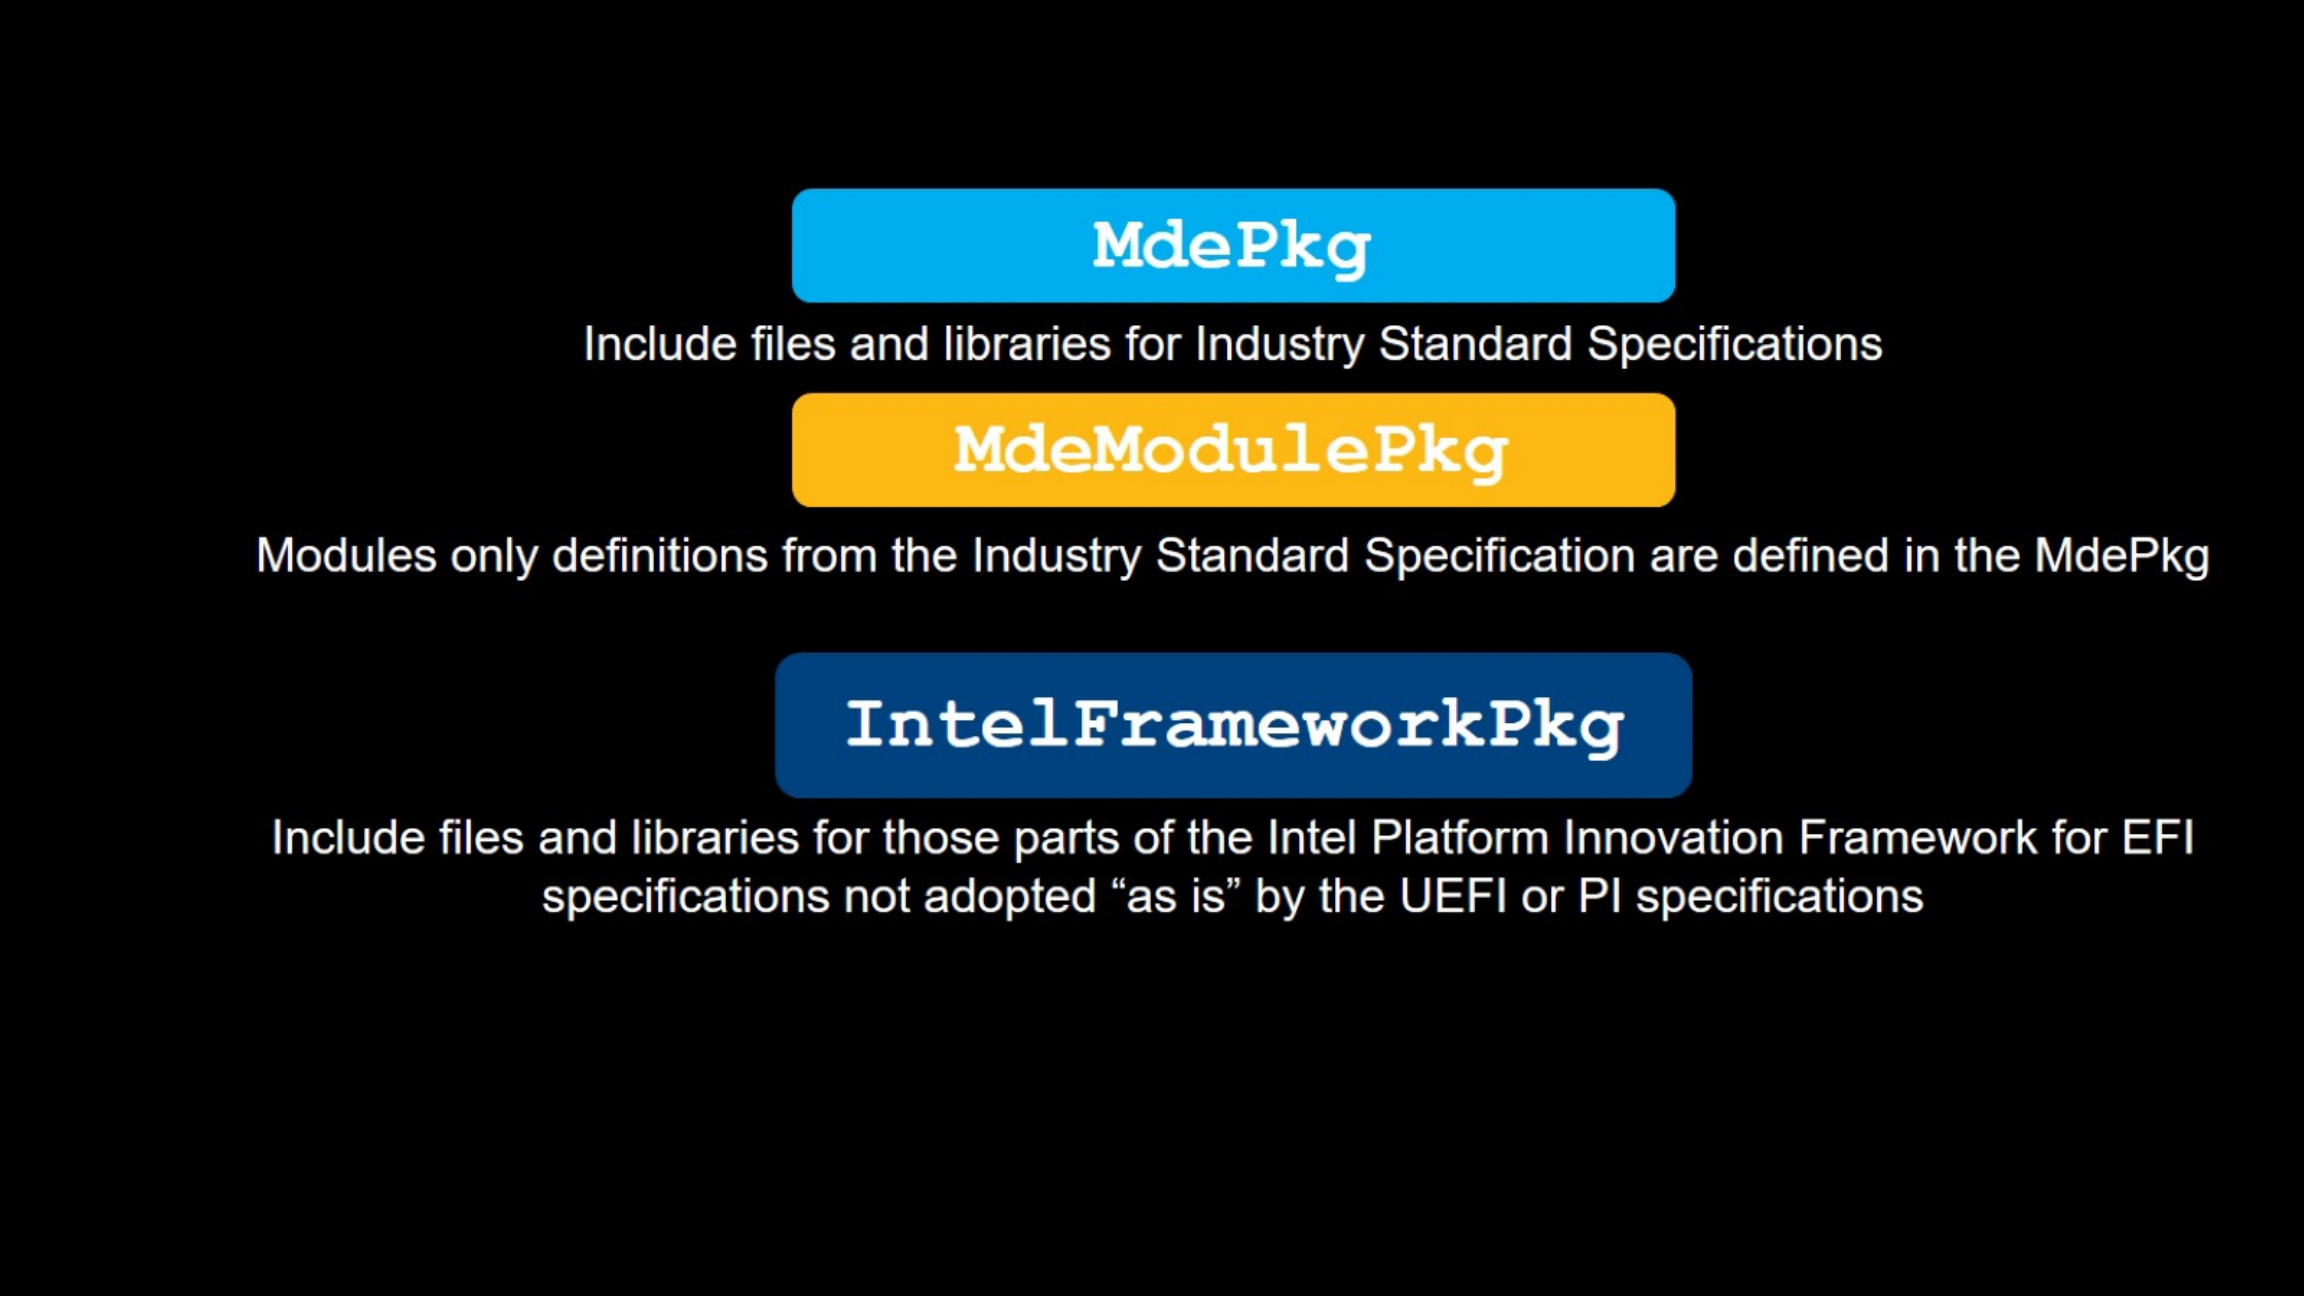 MdePkg
Include files and libraries for Industry Standard Specifications
MdeModulePkg
Modules only definitions from the Industry Standard Specification are defined in the MdePkg
IntelFrameworkPkg
Include files and libraries for those parts of the Intel Platform Innovation Framework for EFI
specifications not adopted “as is” by the UEFI or PI specifications